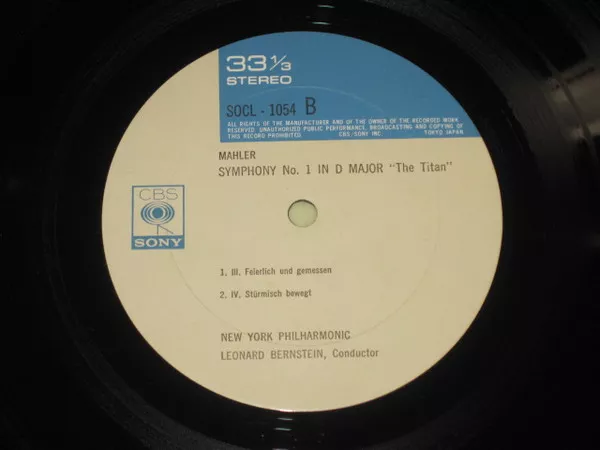 33 1/3
STEREO
SOCL - 1054 B
ALL RIGHTS OF THE MANUFACTURER AND OF THE OWNER OF THE RECORDED WORK
RESERVED. UNAUTHORIZED PUBLIC PERFORMANCE, BROADCASTING AND COPYING OF
THIS RECORD PROHIBITED. CBS/SONY INC. TOKYO JAPAN
MAHLER
SYMPHONY No. 1 IN D MAJOR "The Titan"
CBS
SONY
1. III. Feierlich und gemessen
2. IV. Stürmisch bewegt
NEW YORK PHILHARMONIC
LEONARD BERNSTEIN, Conductor